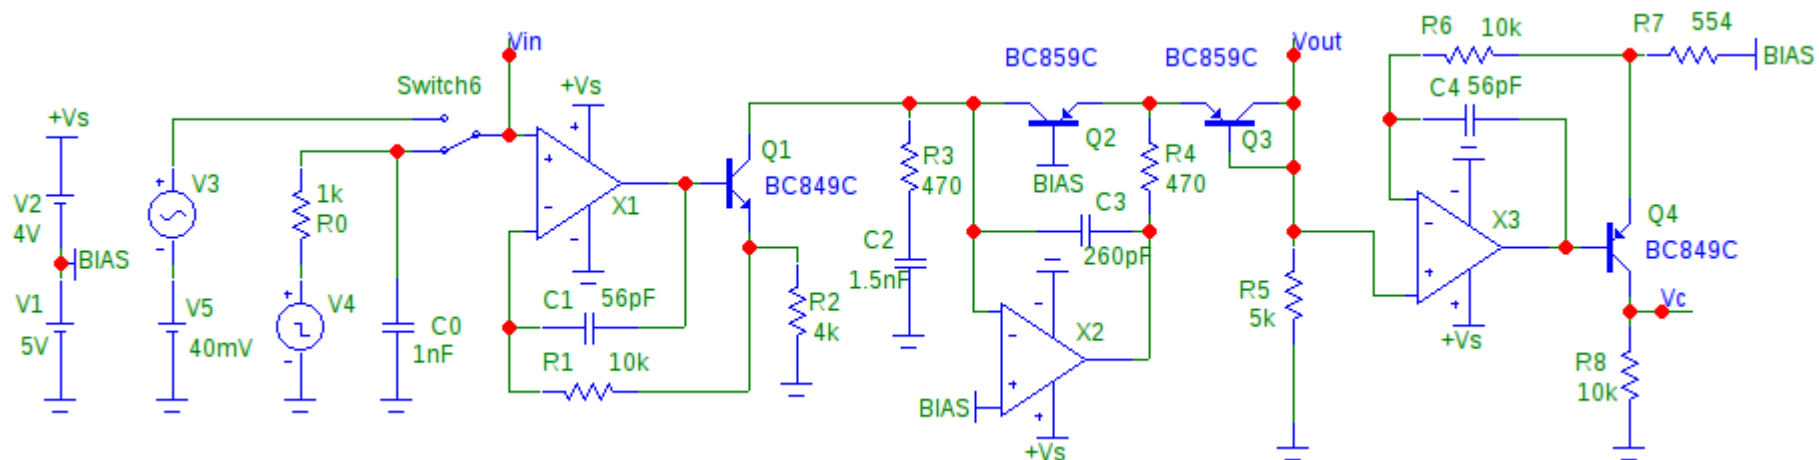 Vin
Switch6
+Vs
+Vs
V2
4V
BIAS
V1
5V
V3
V5
40mV
1k
R0
V4
C0
1nF
+
-
+
-
X1
C1
56pF
R1
10k
Q1
BC849C
R2
4k
R3
470
C2
1.5nF
BC859C
Q2
BIAS
BC859C
Q3
R4
470
C3
260pF
-
-
+
+
X2
BIAS
+Vs
Vout
R5
5k
R6
10k
R7
554
BIAS
C4
56pF
-
-
+
+
X3
+Vs
Q4
BC849C
Vc
R8
10k